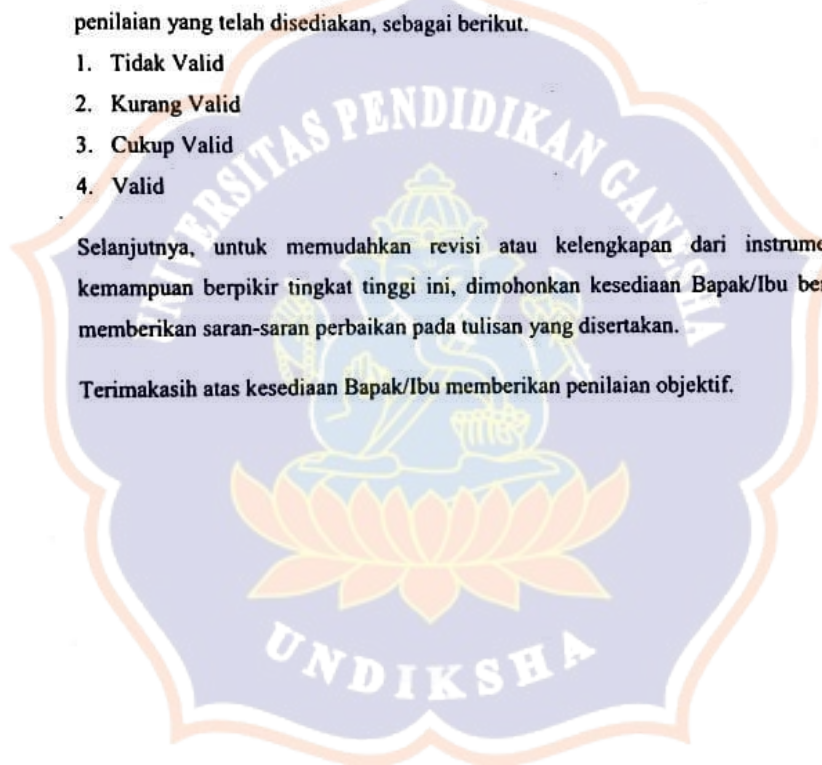 penilaian yang telah disediakan, sebagai berikut.
1. Tidak Valid
2. Kurang Valid
3. Cukup Valid
4. Valid
UNIVERSITAS PENDIDIKAN GANESHA
Selanjutnya, untuk memudahkan revisi atau kelengkapan dari instrume
kemampuan berpikir tingkat tinggi ini, dimohonkan kesediaan Bapak/Ibu be
memberikan saran-saran perbaikan pada tulisan yang disertakan.
Terimakasih atas kesediaan Bapak/Ibu memberikan penilaian objektif.
UNDIKSHA